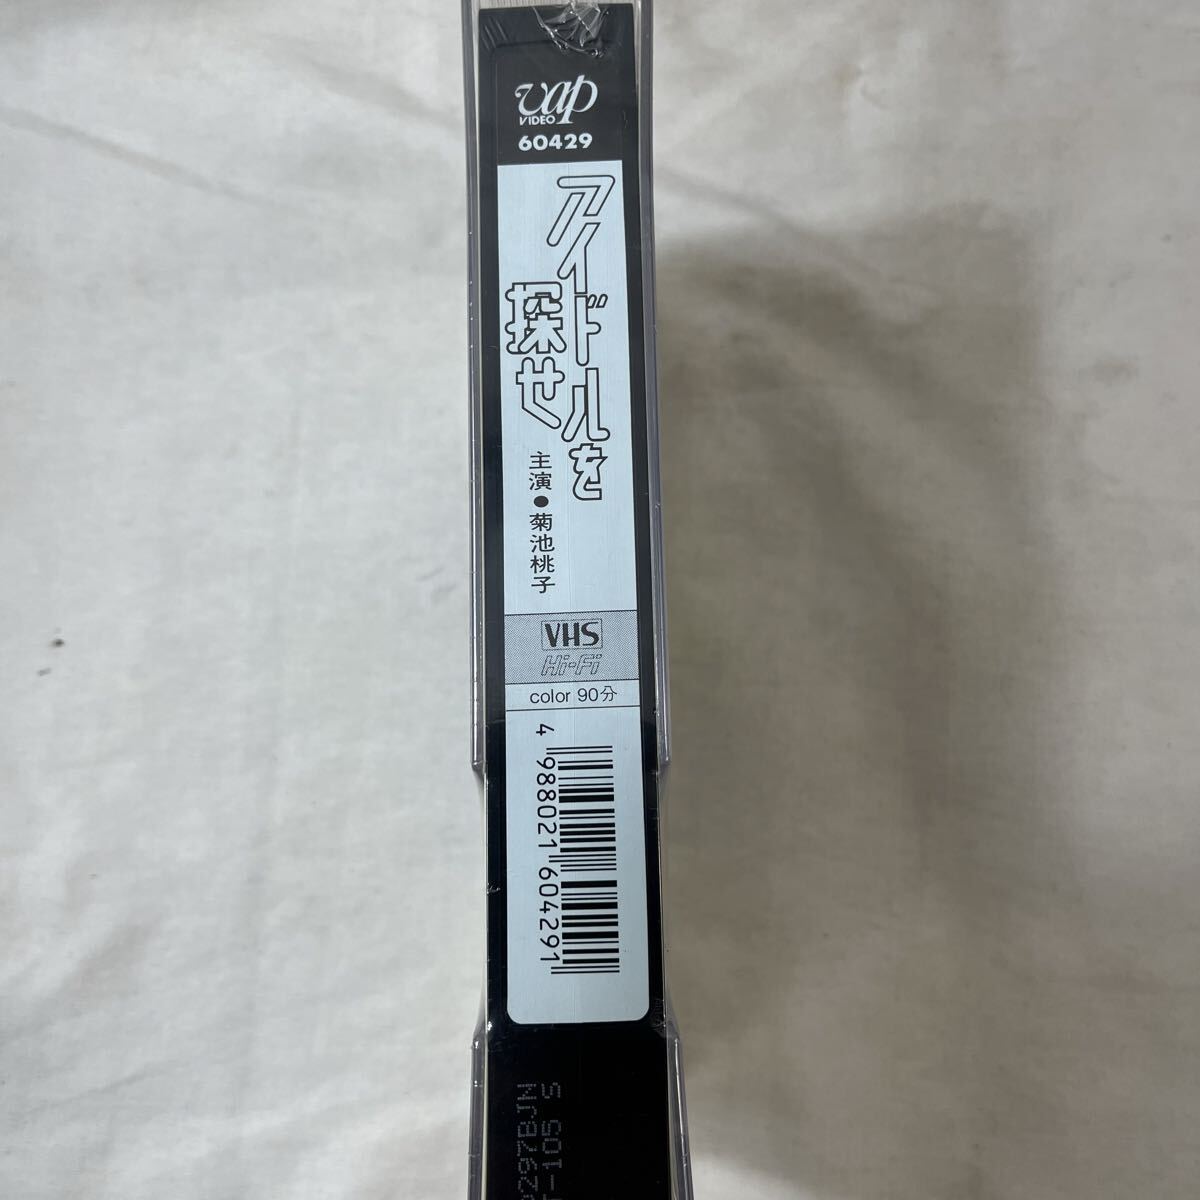 vap
VIDEO
60429
アイドルを
探せ
主演●菊池桃子
VHS
Hi-Fi
color 90分
4 988021 604291